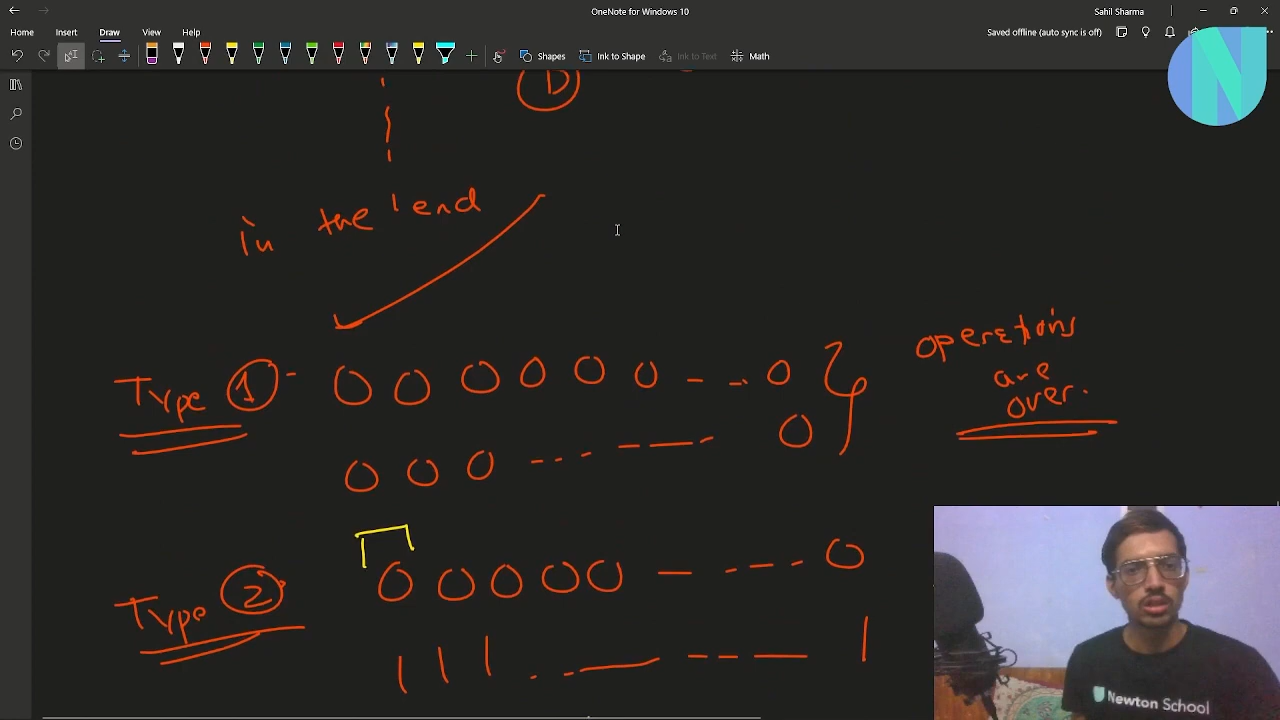 OneNote for Windows 10
Sahil Sharma
Home Insert Draw View Help
Saved offline (auto sync is off)
Shapes Ink to Shape Ink to Text Math
D
in the end
Type 1 - 0 0 0 0 0 0 - - 0
operations are over.
0 0 0 - - - - - - 0
Type 2 0 0 0 0 0 - - - - - 0
1 1 1 . . - - - - 1
Newton School